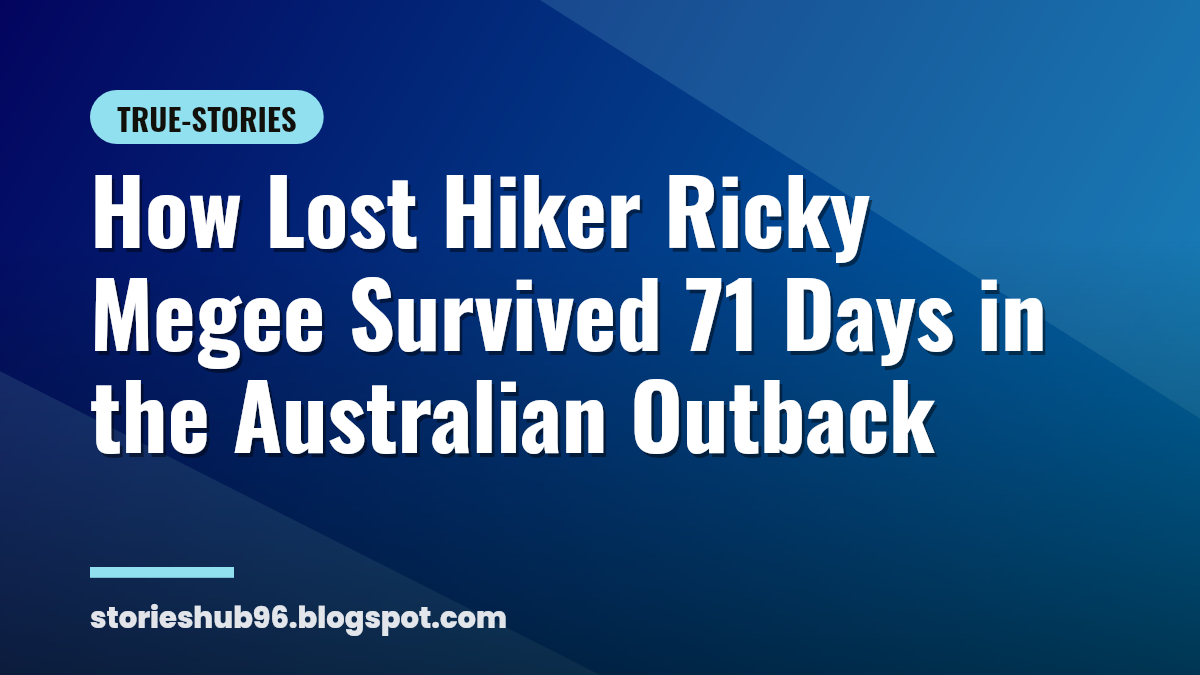 TRUE-STORIES
How Lost Hiker Ricky
Megee Survived 71 Days in
the Australian Outback
storieshub96.blogspot.com